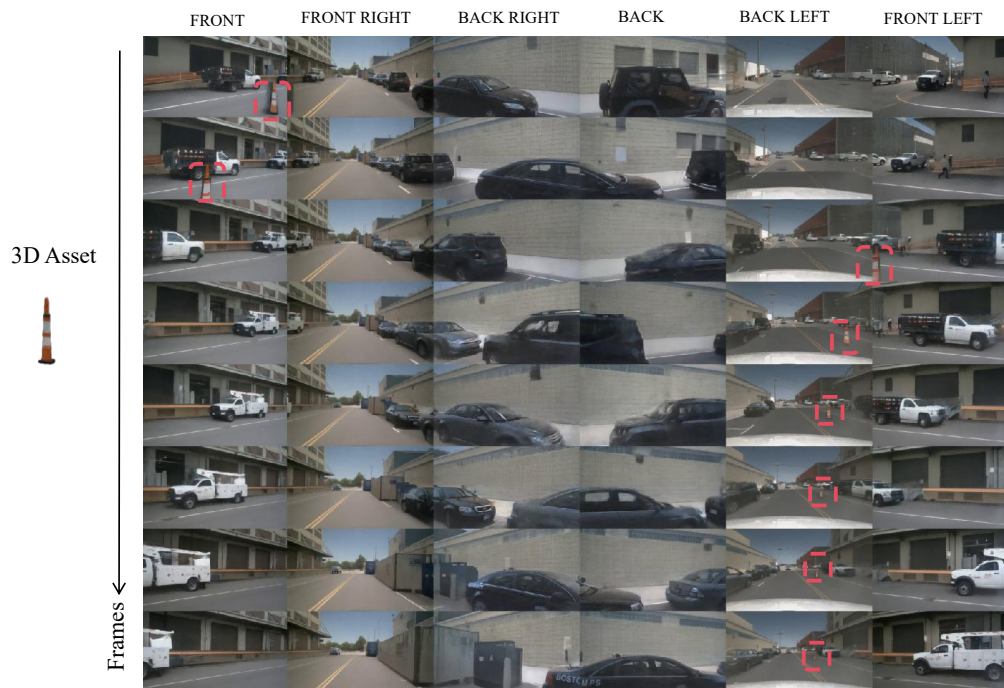 FRONT
FRONT RIGHT
BACK RIGHT
BACK
BACK LEFT
FRONT LEFT
3D Asset
Frames